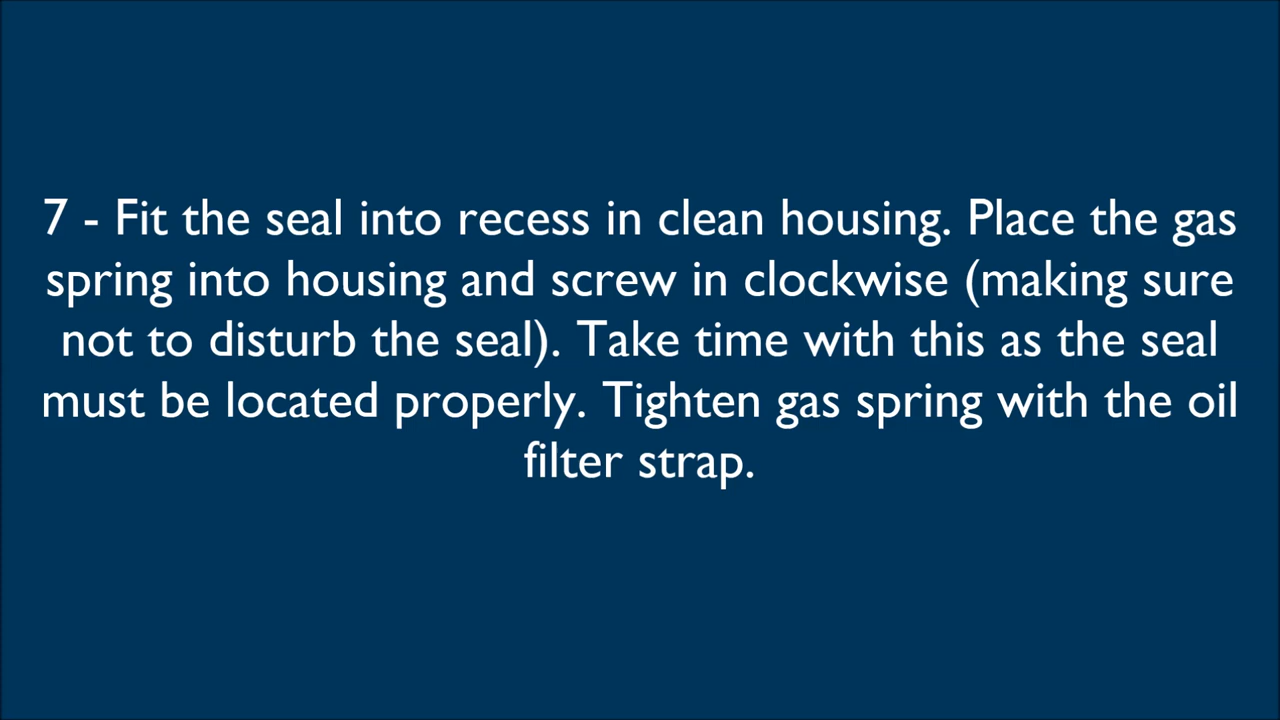 7 - Fit the seal into recess in clean housing. Place the gas
spring into housing and screw in clockwise (making sure
not to disturb the seal). Take time with this as the seal
must be located properly. Tighten gas spring with the oil
filter strap.